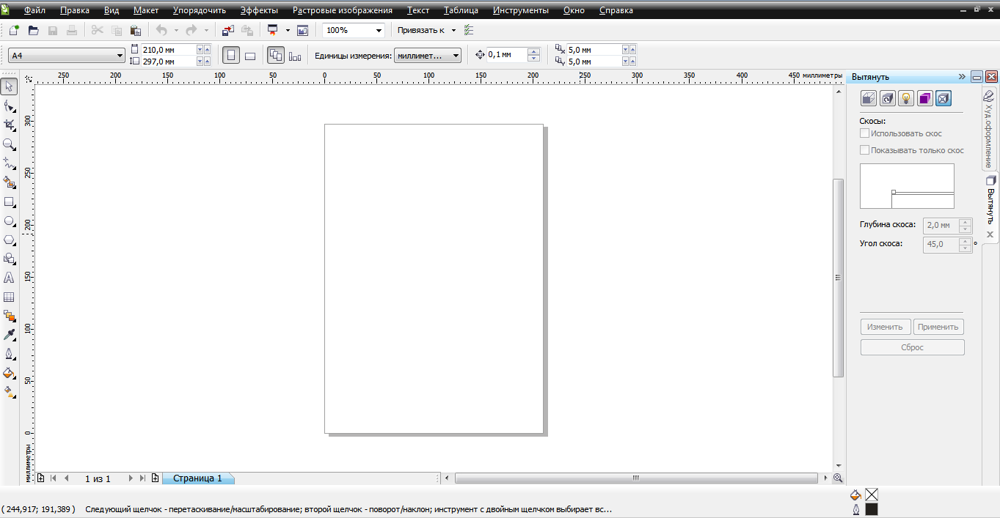 Файл Правка Вид Макет Упорядочить Эффекты Растровые изображения Текст Таблица Инструменты Окно Справка
100% Привязать к
A4 210,0 мм 297,0 мм Единицы измерения: миллимет... 0,1 мм 5,0 мм 5,0 мм
250 200 150 100 50 0 50 100 150 200 250 300 350 400 450 миллиметры
300
250
200
150
100
50
0
миллиметры
Вытянуть
Скосы:
Использовать скос
Показывать только скос
Глубина скоса: 2,0 мм
Угол скоса: 45,0 °
Изменить Применить
Сброс
Худ.оформление
Вытянуть
1 из 1 Страница 1
( 244,917; 191,389 ) Следующий щелчок - перетаскивание/масштабирование; второй щелчок - поворот/наклон; инструмент с двойным щелчком выбирает вс...